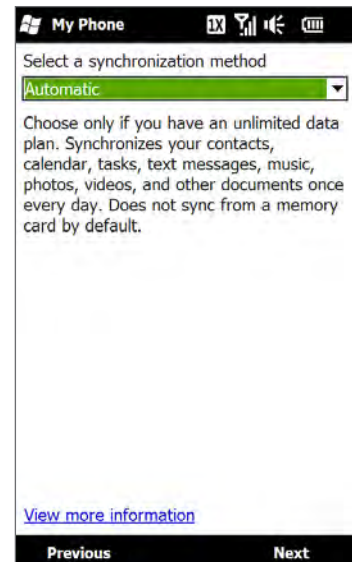 My Phone 1X
Select a synchronization method
Automatic
Choose only if you have an unlimited data
plan. Synchronizes your contacts,
calendar, tasks, text messages, music,
photos, videos, and other documents once
every day. Does not sync from a memory
card by default.
View more information
Previous Next